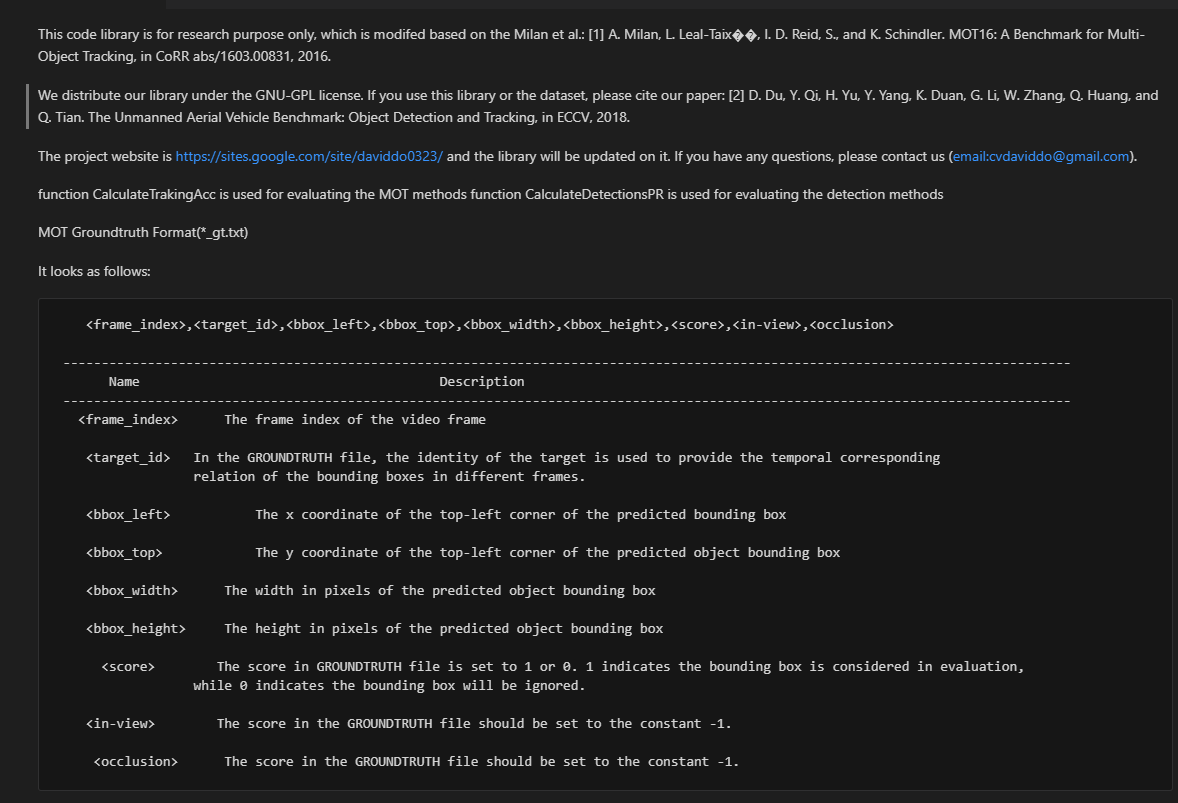 This code library is for research purpose only, which is modifed based on the Milan et al.: [1] A. Milan, L. Leal-Taix��, I. D. Reid, S., and K. Schindler. MOT16: A Benchmark for Multi-
Object Tracking, in CoRR abs/1603.00831, 2016.
We distribute our library under the GNU-GPL license. If you use this library or the dataset, please cite our paper: [2] D. Du, Y. Qi, H. Yu, Y. Yang, K. Duan, G. Li, W. Zhang, Q. Huang, and
Q. Tian. The Unmanned Aerial Vehicle Benchmark: Object Detection and Tracking, in ECCV, 2018.
The project website is https://sites.google.com/site/daviddo0323/ and the library will be updated on it. If you have any questions, please contact us (email:cvdaviddo@gmail.com).
function CalculateTrakingAcc is used for evaluating the MOT methods function CalculateDetectionsPR is used for evaluating the detection methods
MOT Groundtruth Format(*_gt.txt)
It looks as follows:
<frame_index>,<target_id>,<bbox_left>,<bbox_top>,<bbox_width>,<bbox_height>,<score>,<in-view>,<occlusion>
-----------------------------------------------------------------------------------------------------------------------------------
Name Description
-----------------------------------------------------------------------------------------------------------------------------------
<frame_index> The frame index of the video frame
<target_id> In the GROUNDTRUTH file, the identity of the target is used to provide the temporal corresponding
relation of the bounding boxes in different frames.
<bbox_left> The x coordinate of the top-left corner of the predicted bounding box
<bbox_top> The y coordinate of the top-left corner of the predicted object bounding box
<bbox_width> The width in pixels of the predicted object bounding box
<bbox_height> The height in pixels of the predicted object bounding box
<score> The score in GROUNDTRUTH file is set to 1 or 0. 1 indicates the bounding box is considered in evaluation,
while 0 indicates the bounding box will be ignored.
<in-view> The score in the GROUNDTRUTH file should be set to the constant -1.
<occlusion> The score in the GROUNDTRUTH file should be set to the constant -1.